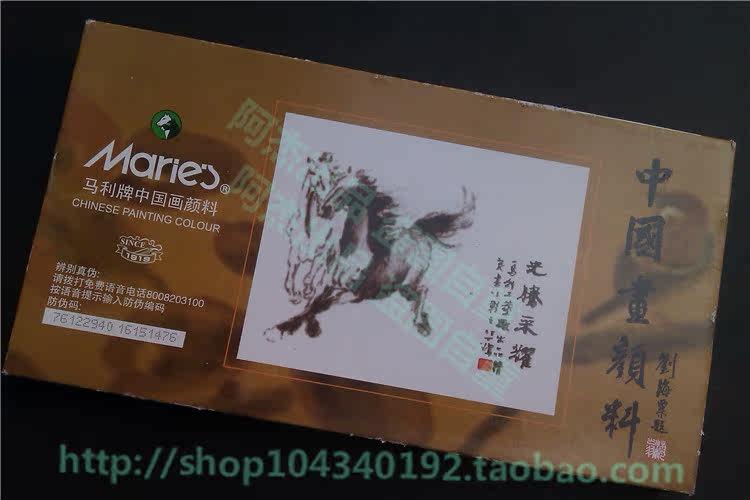 Marie's®
马利牌中国画颜料
CHINESE PAINTING COLOUR
SINCE
1919
辨别真伪:
请拨打免费语音电话8008203100
按语音提示输入防伪编码
防伪码:
76122940 16151476
中國畫顔料
劉海粟題
http://shop104340192.taobao.com